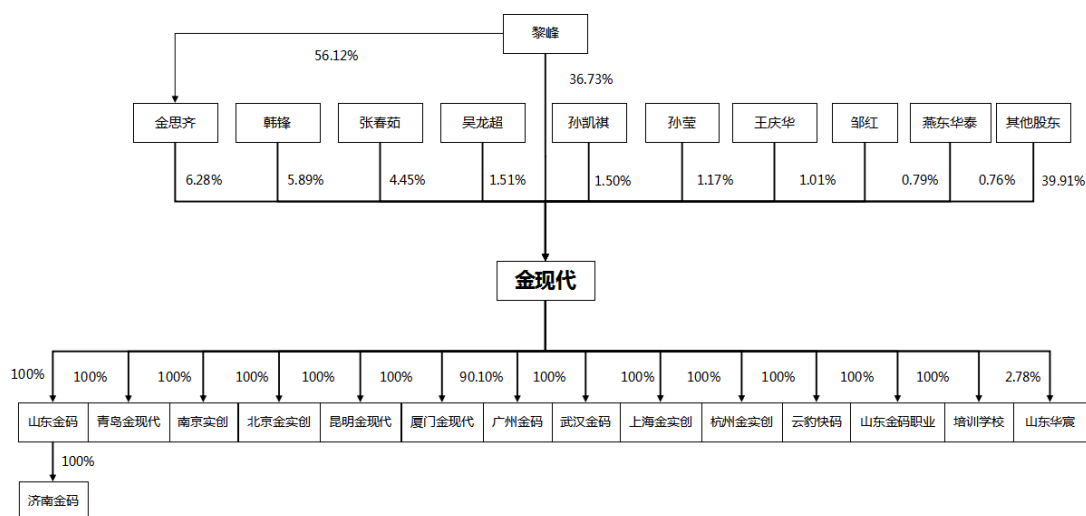 黎峰
56.12%
36.73%
金思齐
韩锋
张春茹
吴龙超
孙凯祺
孙莹
王庆华
邹红
燕东华泰
其他股东
6.28%
5.89%
4.45%
1.51%
1.50%
1.17%
1.01%
0.79%
0.76%
39.91%
金现代
100%
100%
100%
100%
100%
100%
90.10%
100%
100%
100%
100%
100%
100%
2.78%
山东金码
青岛金现代
南京实创
北京金实创
昆明金现代
厦门金现代
广州金码
武汉金码
上海金实创
杭州金实创
云豹快码
山东金码职业
培训学校
山东华宸
100%
济南金码